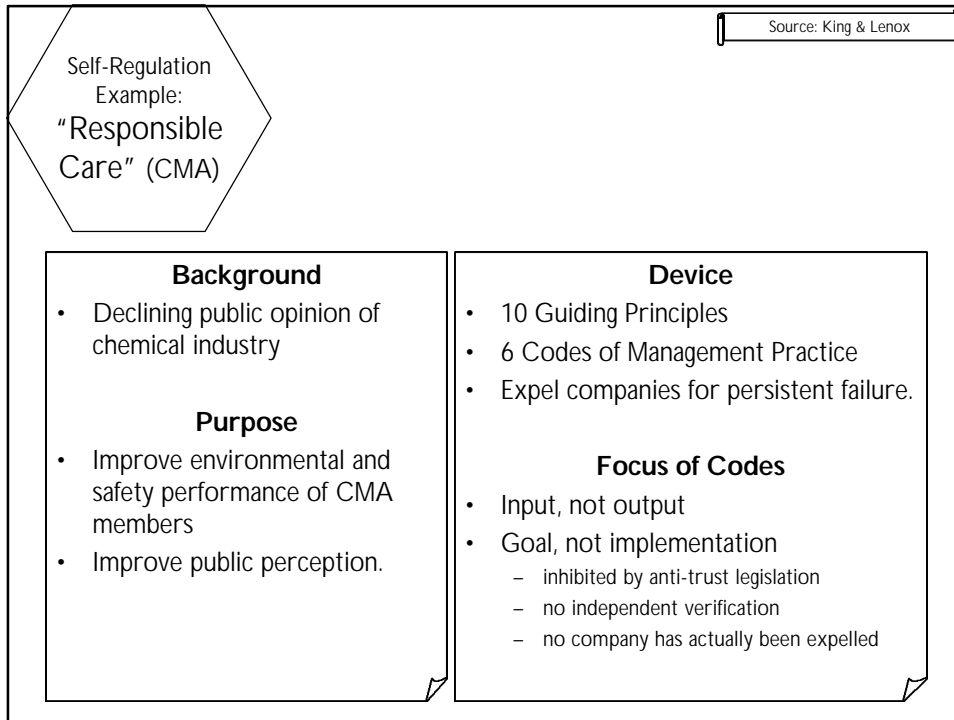 Source: King & Lenox
Self-Regulation
Example:
“Responsible
Care” (CMA)
Background
• Declining public opinion of
chemical industry
Purpose
• Improve environmental and
safety performance of CMA
members
• Improve public perception.
Device
• 10 Guiding Principles
• 6 Codes of Management Practice
• Expel companies for persistent failure.
Focus of Codes
• Input, not output
• Goal, not implementation
– inhibited by anti-trust legislation
– no independent verification
– no company has actually been expelled